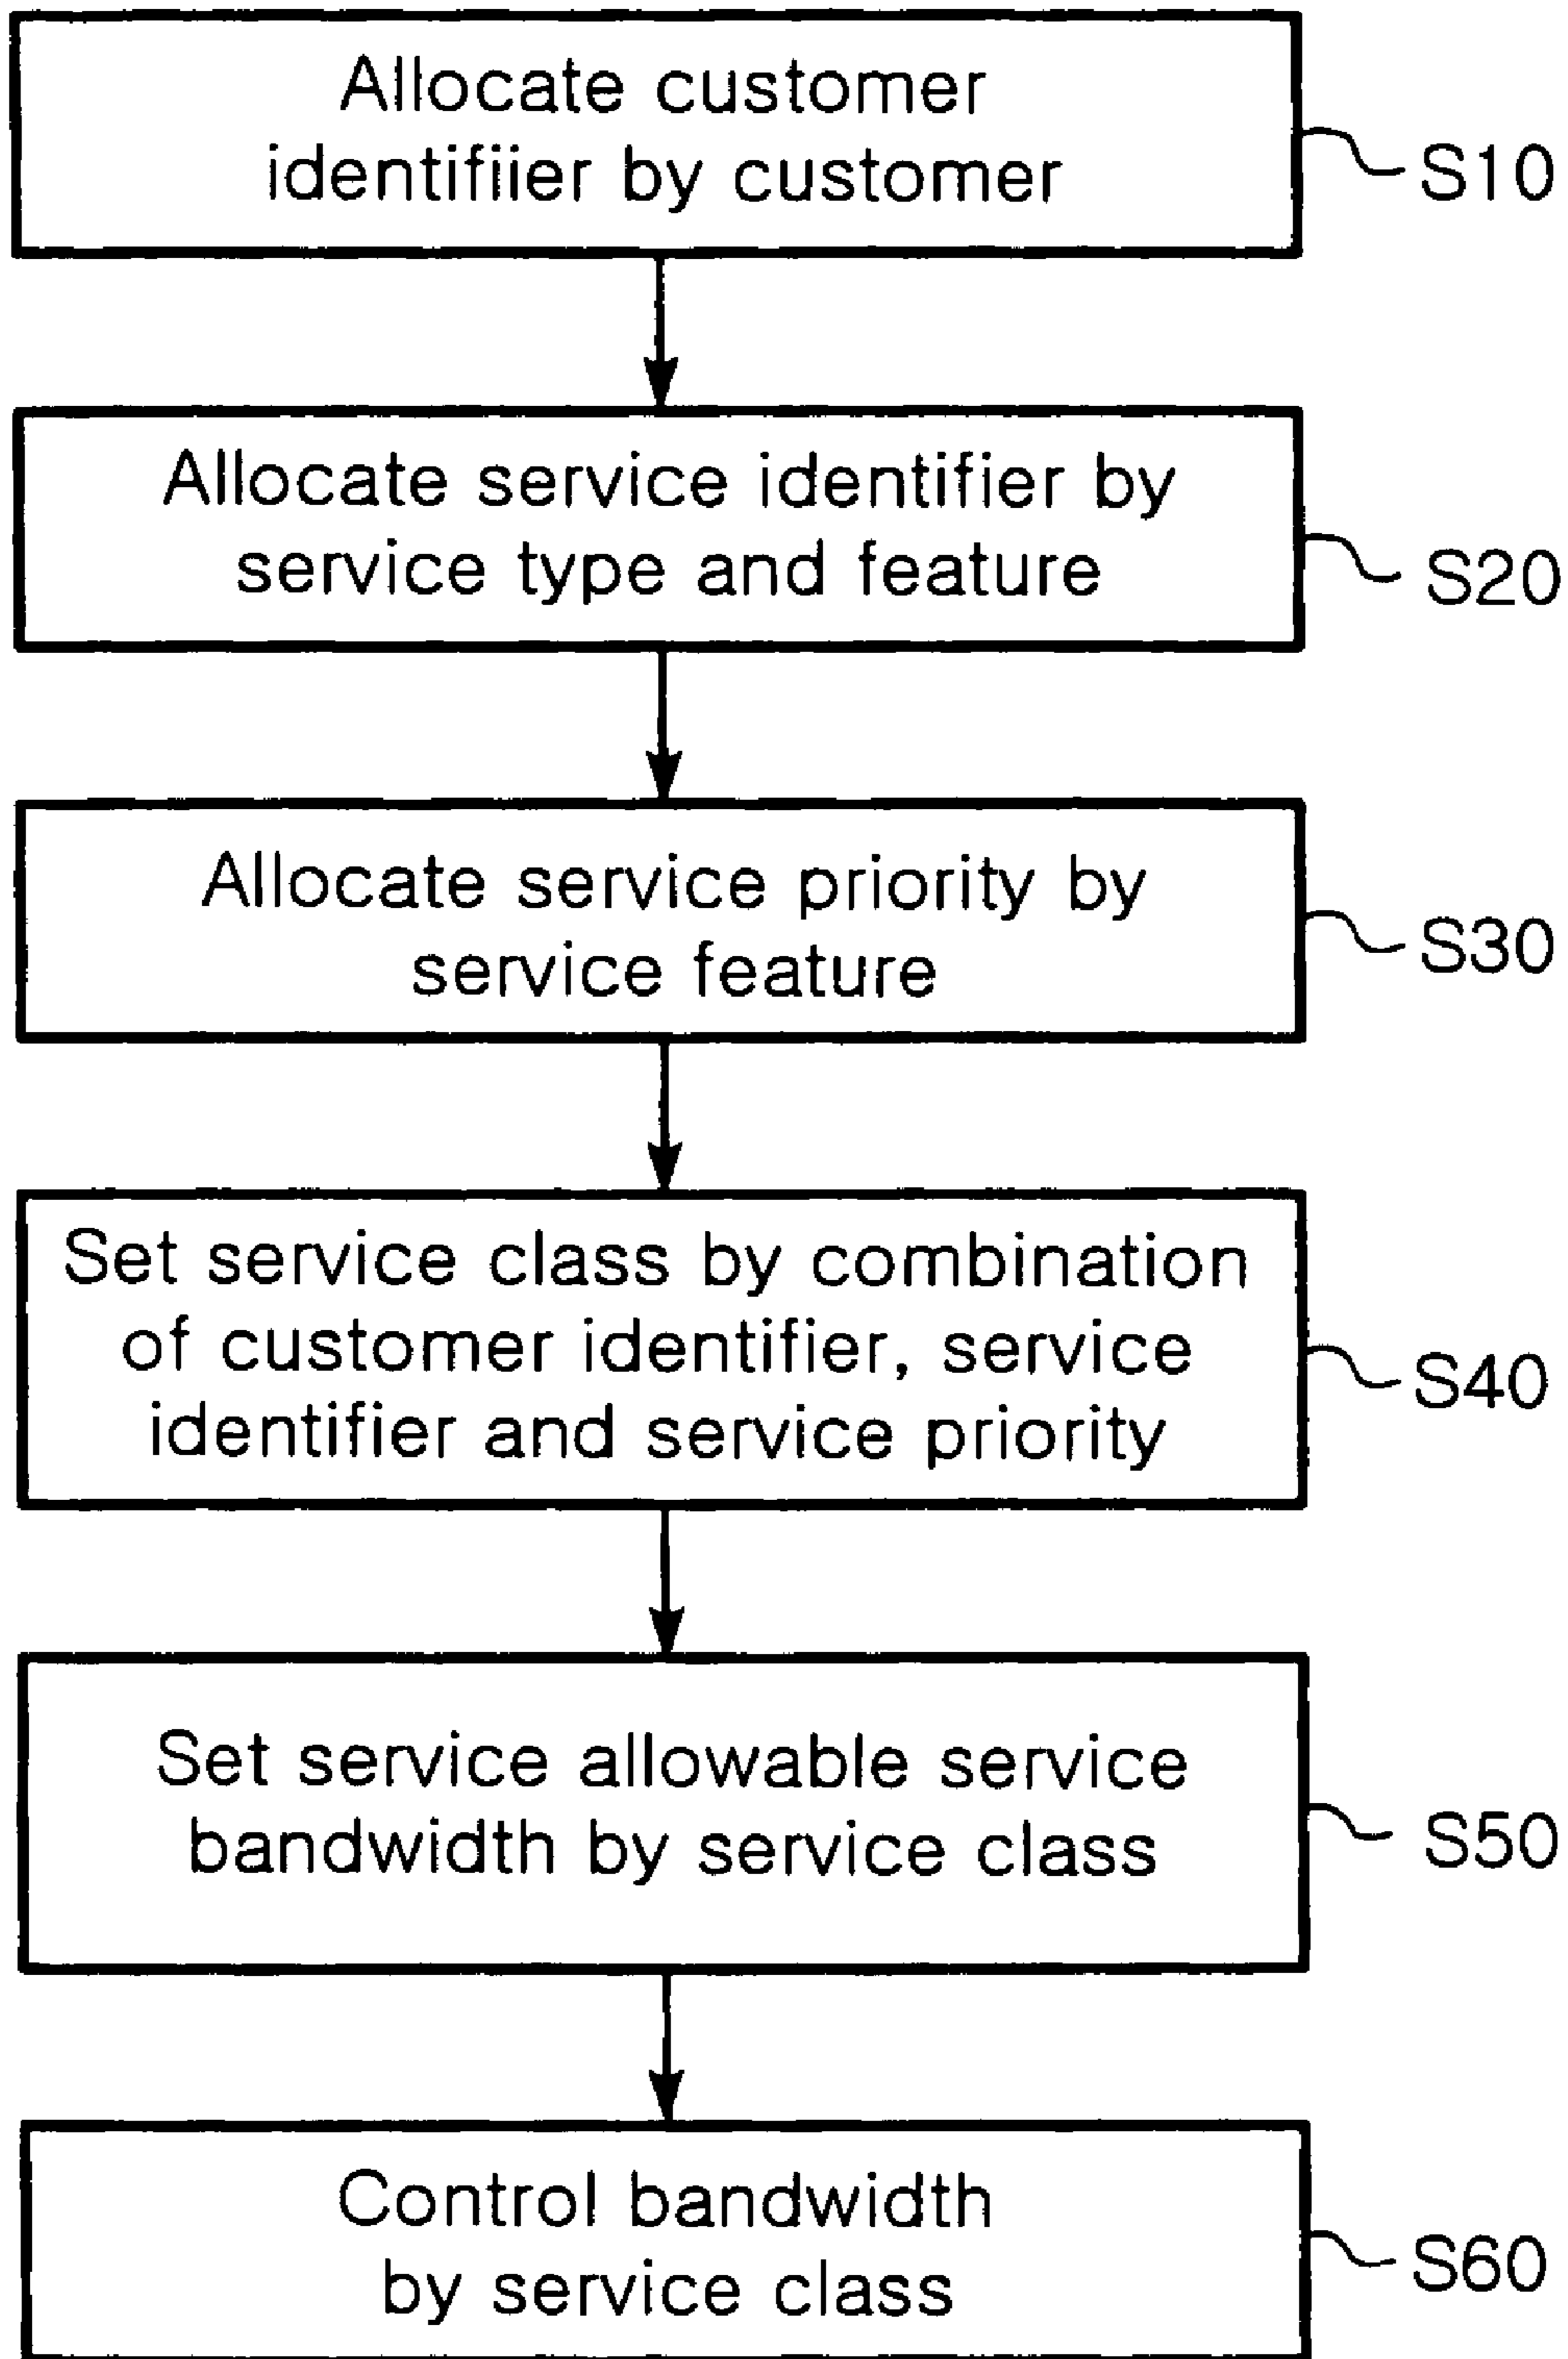 Allocate customer
identifiier by customer
S10
Allocate service identifier by
service type and feature
S20
Allocate service priority by
service feature
S30
Set service class by combination
of customer identifier, service
identifier and service priority
S40
Set service allowable service
bandwidth by service class
S50
Control bandwidth
by service class
S60